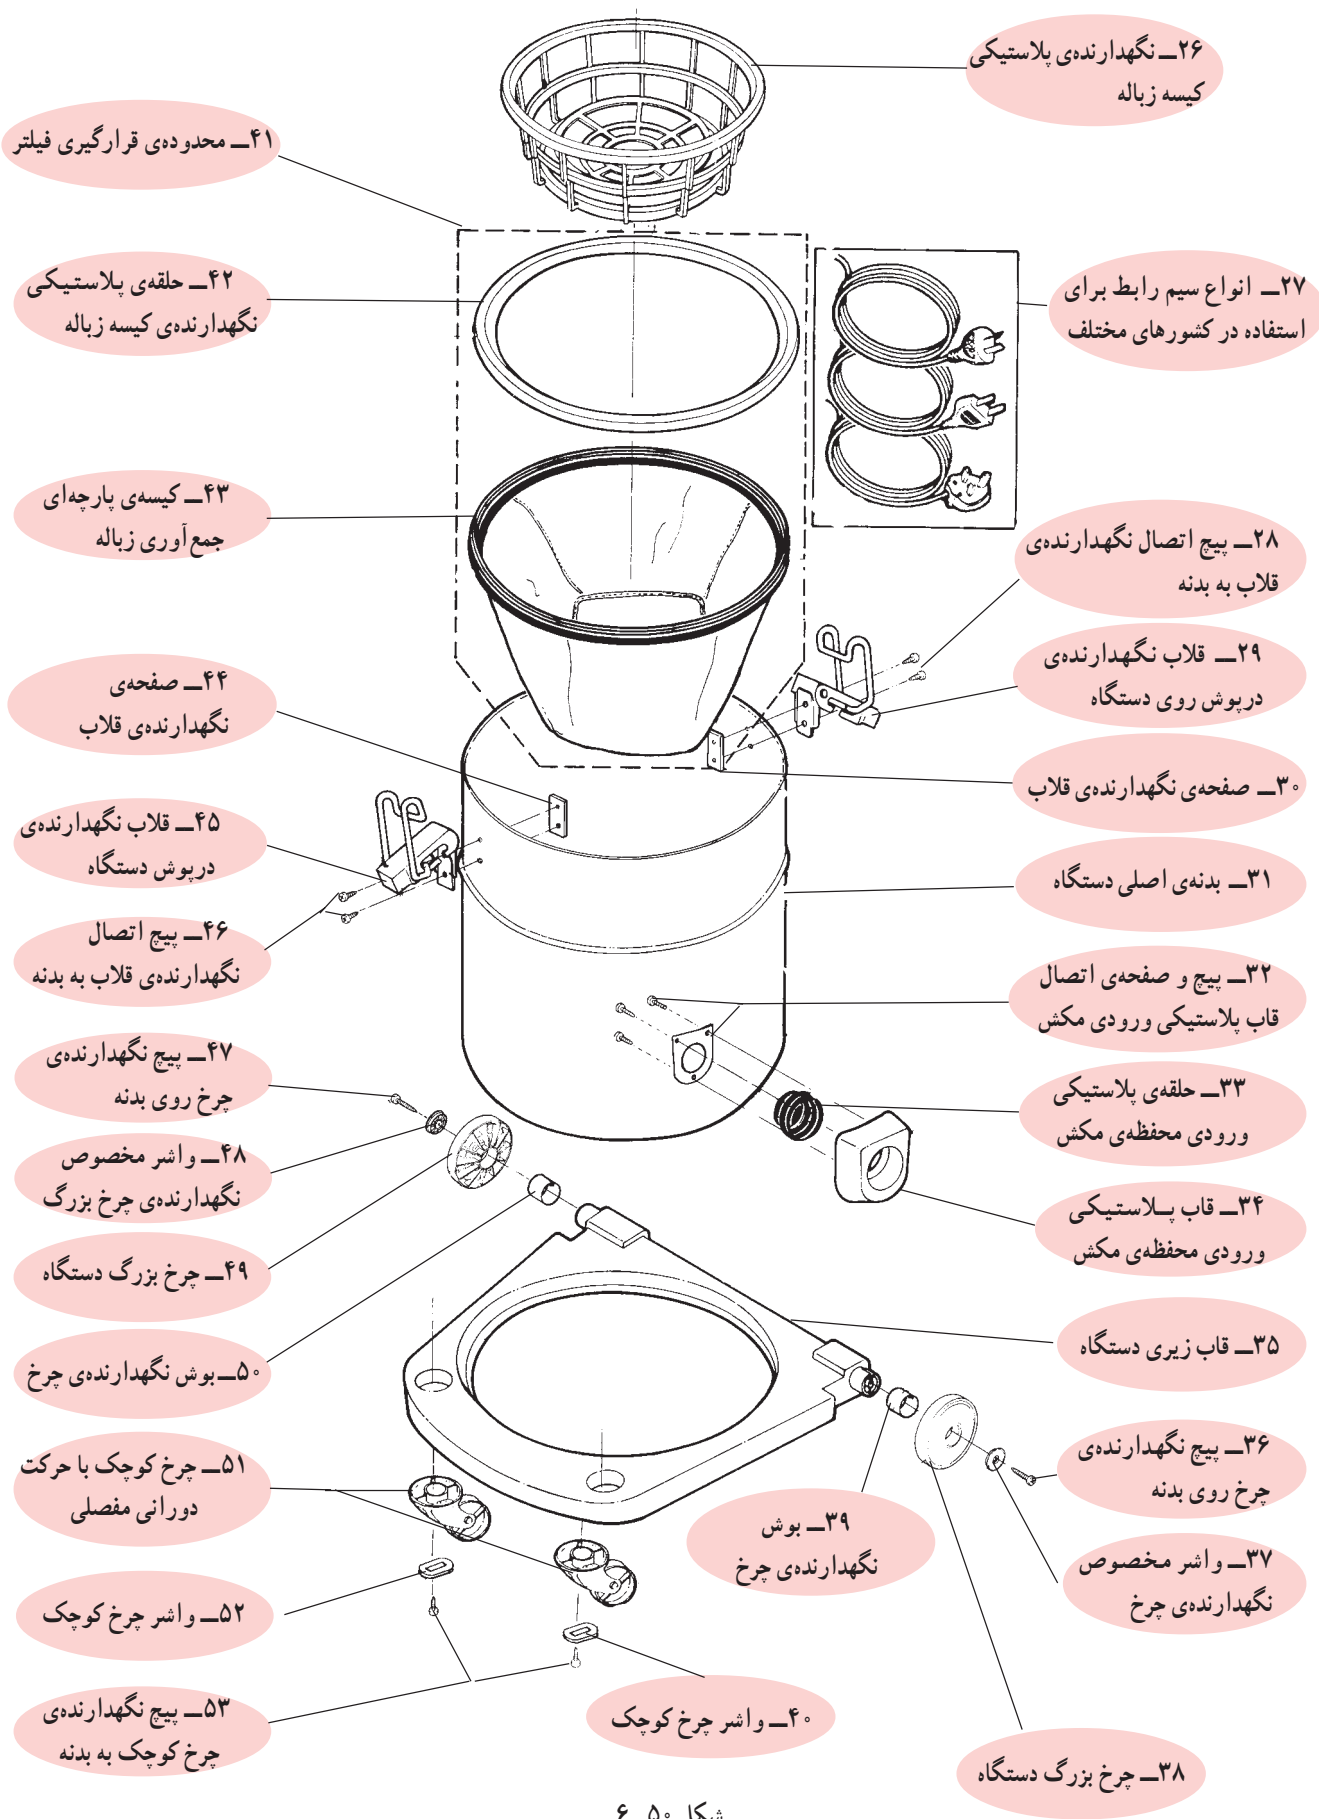 ۲۶ــ نگهدارنده‌ی پلاستیکی
کیسه زباله
۲۷ــ انواع سیم رابط برای
استفاده در کشورهای مختلف
۲۸ــ پیچ اتصال نگهدارنده‌ی
قلاب به بدنه
۲۹ــ قلاب نگهدارنده‌ی
درپوش روی دستگاه
۳۰ــ صفحه‌ی نگهدارنده‌ی قلاب
۳۱ــ بدنه‌ی اصلی دستگاه
۳۲ــ پیچ و صفحه‌ی اتصال
قاب پلاستیکی ورودی مکش
۳۳ــ حلقه‌ی پلاستیکی
ورودی محفظه‌ی مکش
۳۴ــ قاب پلاستیکی
ورودی محفظه‌ی مکش
۳۵ــ قاب زیری دستگاه
۳۶ــ پیچ نگهدارنده‌ی
چرخ روی بدنه
۳۷ــ واشر مخصوص
نگهدارنده‌ی چرخ
۳۸ــ چرخ بزرگ دستگاه
۳۹ــ بوش
نگهدارنده‌ی چرخ
۴۰ــ واشر چرخ کوچک
۴۱ــ محدوده‌ی قرارگیری فیلتر
۴۲ــ حلقه‌ی پلاستیکی
نگهدارنده‌ی کیسه زباله
۴۳ــ کیسه‌ی پارچه‌ای
جمع‌آوری زباله
۴۴ــ صفحه‌ی
نگهدارنده‌ی قلاب
۴۵ــ قلاب نگهدارنده‌ی
درپوش دستگاه
۴۶ــ پیچ اتصال
نگهدارنده‌ی قلاب به بدنه
۴۷ــ پیچ نگهدارنده‌ی
چرخ روی بدنه
۴۸ــ واشر مخصوص
نگهدارنده‌ی چرخ بزرگ
۴۹ــ چرخ بزرگ دستگاه
۵۰ــ بوش نگهدارنده‌ی چرخ
۵۱ــ چرخ کوچک با حرکت
دورانی مفصلی
۵۲ــ واشر چرخ کوچک
۵۳ــ پیچ نگهدارنده‌ی
چرخ کوچک به بدنه
شکل ۵۰ــ۶